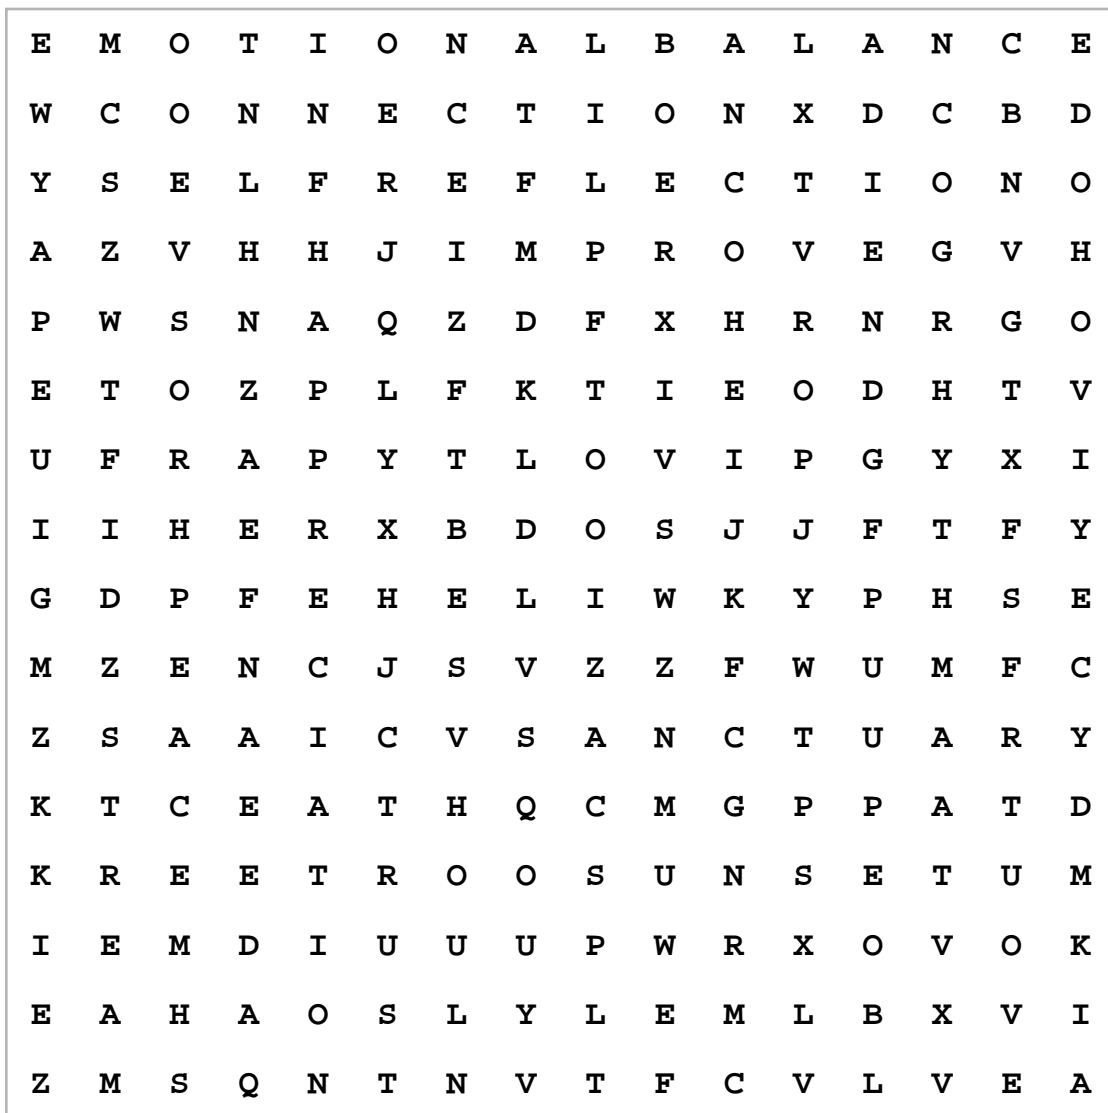 E M O T I O N A L B A L A N C E
W C O N N E C T I O N X D C B D
Y S E L F R E F L E C T I O N O
A Z V H H J I M P R O V E G V H
P W S N A Q Z D F X H R N R G O
E T O Z P L F K T I E O D H T V
U F R A P Y T L O V I P G Y X I
I I H E R X B D O S J J F T F Y
G D P F E H E L I W K Y P H S E
M Z E N C J S V Z Z F W U M F C
Z S A A I C V S A N C T U A R Y
K T C E A T H Q C M G P P A T D
K R E E T R O O S U N S E T U M
I E M D I U U U P W R X O V O K
E A H A O S L Y L E M L B X V I
Z M S Q N T N V T F C V L V E A